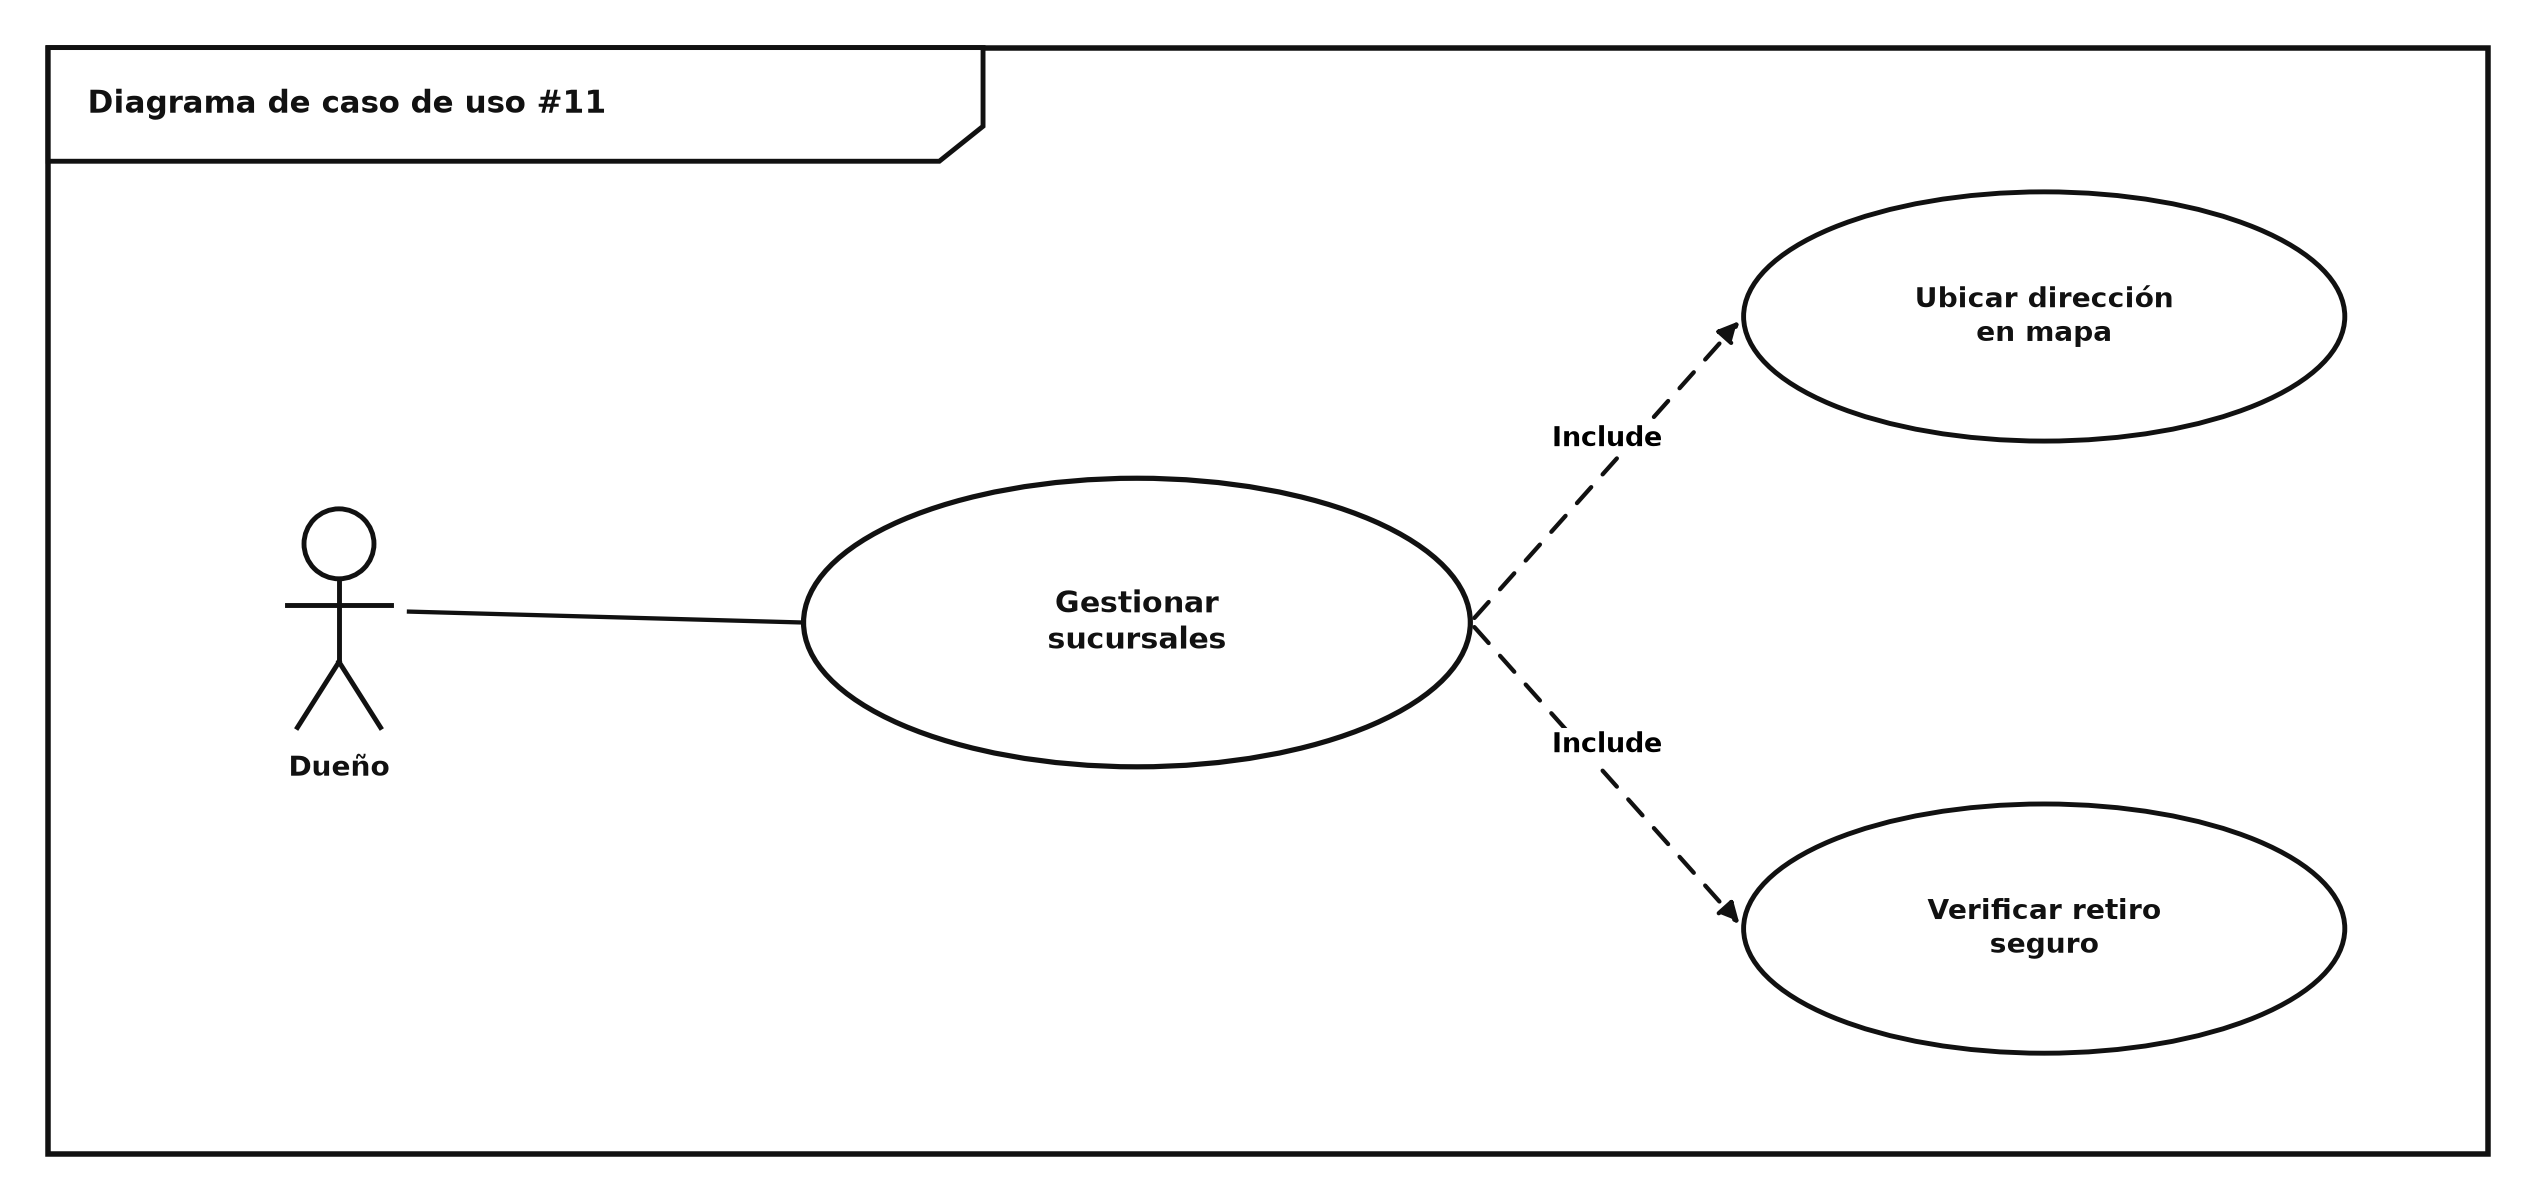 Diagrama de caso de uso #11
Ubicar dirección
en mapa
Include
Gestionar
sucursales
Include
Dueño
Verificar retiro
seguro